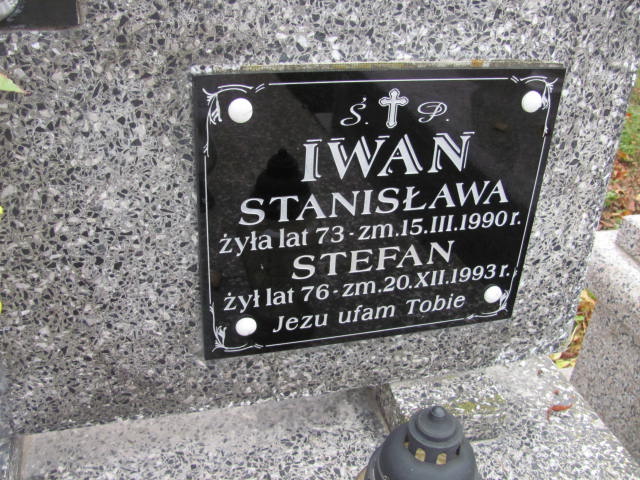 Ś. P.
IWAN
STANISŁAWA
żyła lat 73 - zm. 15. III. 1990 r.
STEFAN
żył lat 76 - zm. 20. XII. 1993 r.
Jezu ufam Tobie